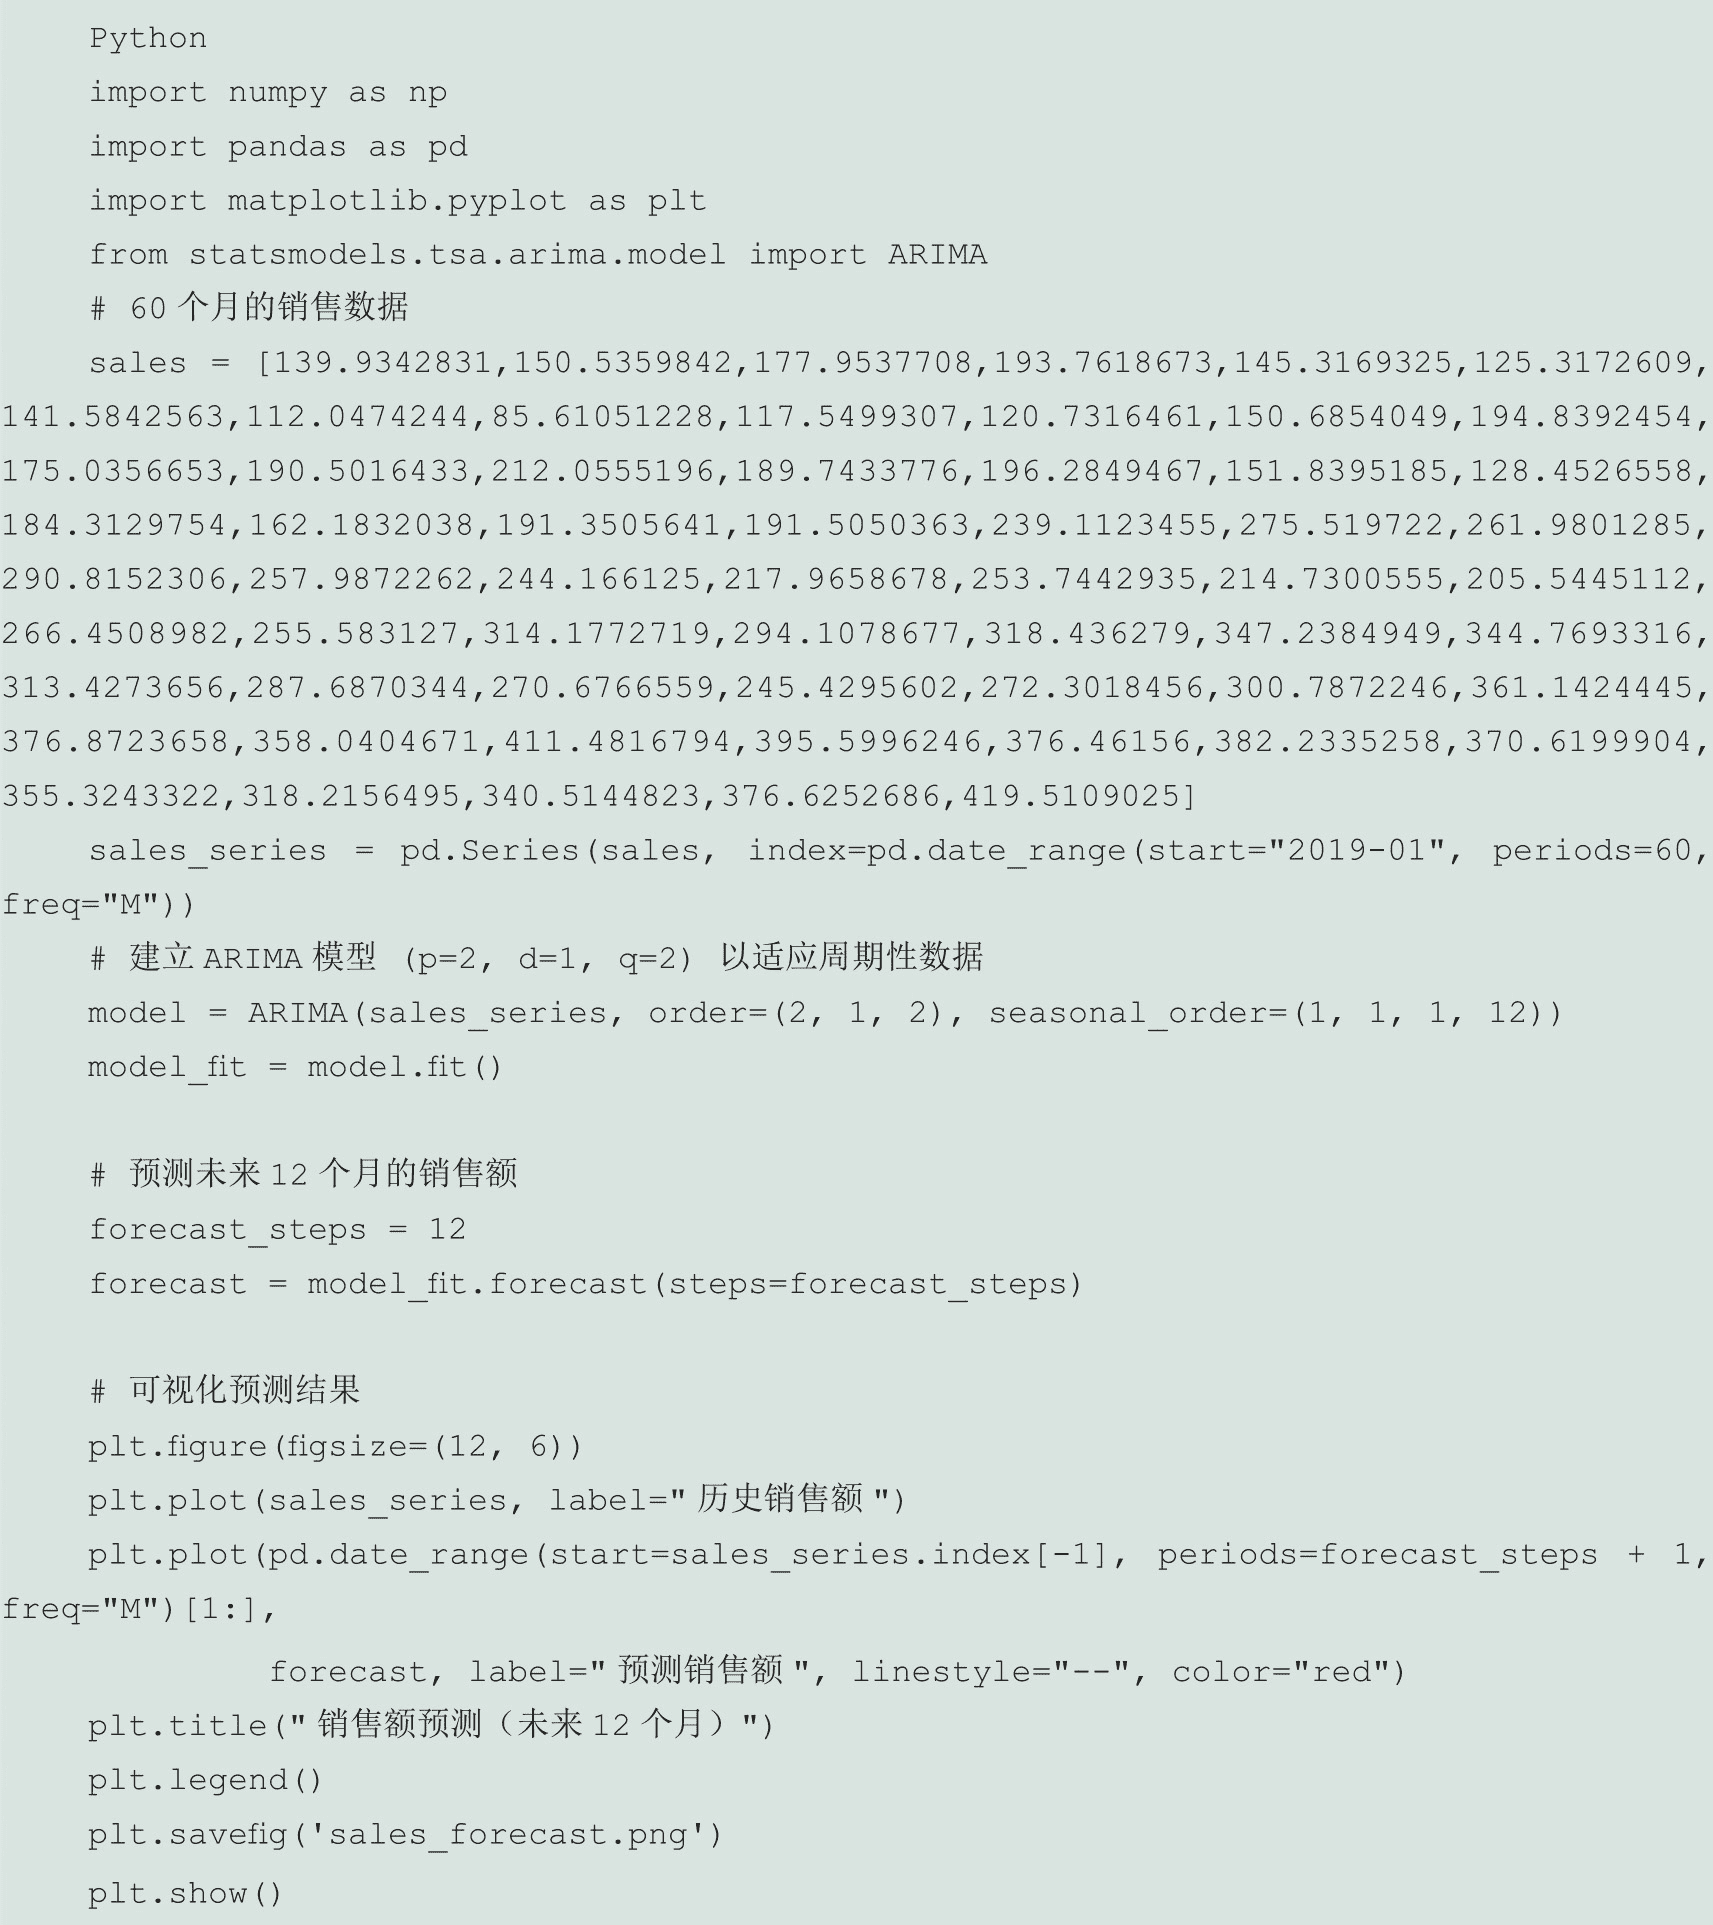 Python
import numpy as np
import pandas as pd
import matplotlib.pyplot as plt
from statsmodels.tsa.arima.model import ARIMA
# 60 个月的销售数据
sales = [139.9342831,150.5359842,177.9537708,193.7618673,145.3169325,125.3172609,
141.5842563,112.0474244,85.61051228,117.5499307,120.7316461,150.6854049,194.8392454,
175.0356653,190.5016433,212.0555196,189.7433776,196.2849467,151.8395185,128.4526558,
184.3129754,162.1832038,191.3505641,191.5050363,239.1123455,275.519722,261.9801285,
290.8152306,257.9872262,244.166125,217.9658678,253.7442935,214.7300555,205.5445112,
266.4508982,255.583127,314.1772719,294.1078677,318.436279,347.2384949,344.7693316,
313.4273656,287.6870344,270.6766559,245.4295602,272.3018456,300.7872246,361.1424445,
376.8723658,358.0404671,411.4816794,395.5996246,376.46156,382.2335258,370.6199904,
355.3243322,318.2156495,340.5144823,376.6252686,419.5109025]
sales_series = pd.Series(sales, index=pd.date_range(start="2019-01", periods=60,
freq="M"))
# 建立 ARIMA 模型 (p=2, d=1, q=2) 以适应周期性数据
model = ARIMA(sales_series, order=(2, 1, 2), seasonal_order=(1, 1, 1, 12))
model_fit = model.fit()
# 预测未来 12 个月的销售额
forecast_steps = 12
forecast = model_fit.forecast(steps=forecast_steps)
# 可视化预测结果
plt.figure(figsize=(12, 6))
plt.plot(sales_series, label=" 历史销售额 ")
plt.plot(pd.date_range(start=sales_series.index[-1], periods=forecast_steps + 1,
freq="M")[1:],
forecast, label=" 预测销售额 ", linestyle="--", color="red")
plt.title(" 销售额预测（未来 12 个月）")
plt.legend()
plt.savefig('sales_forecast.png')
plt.show()